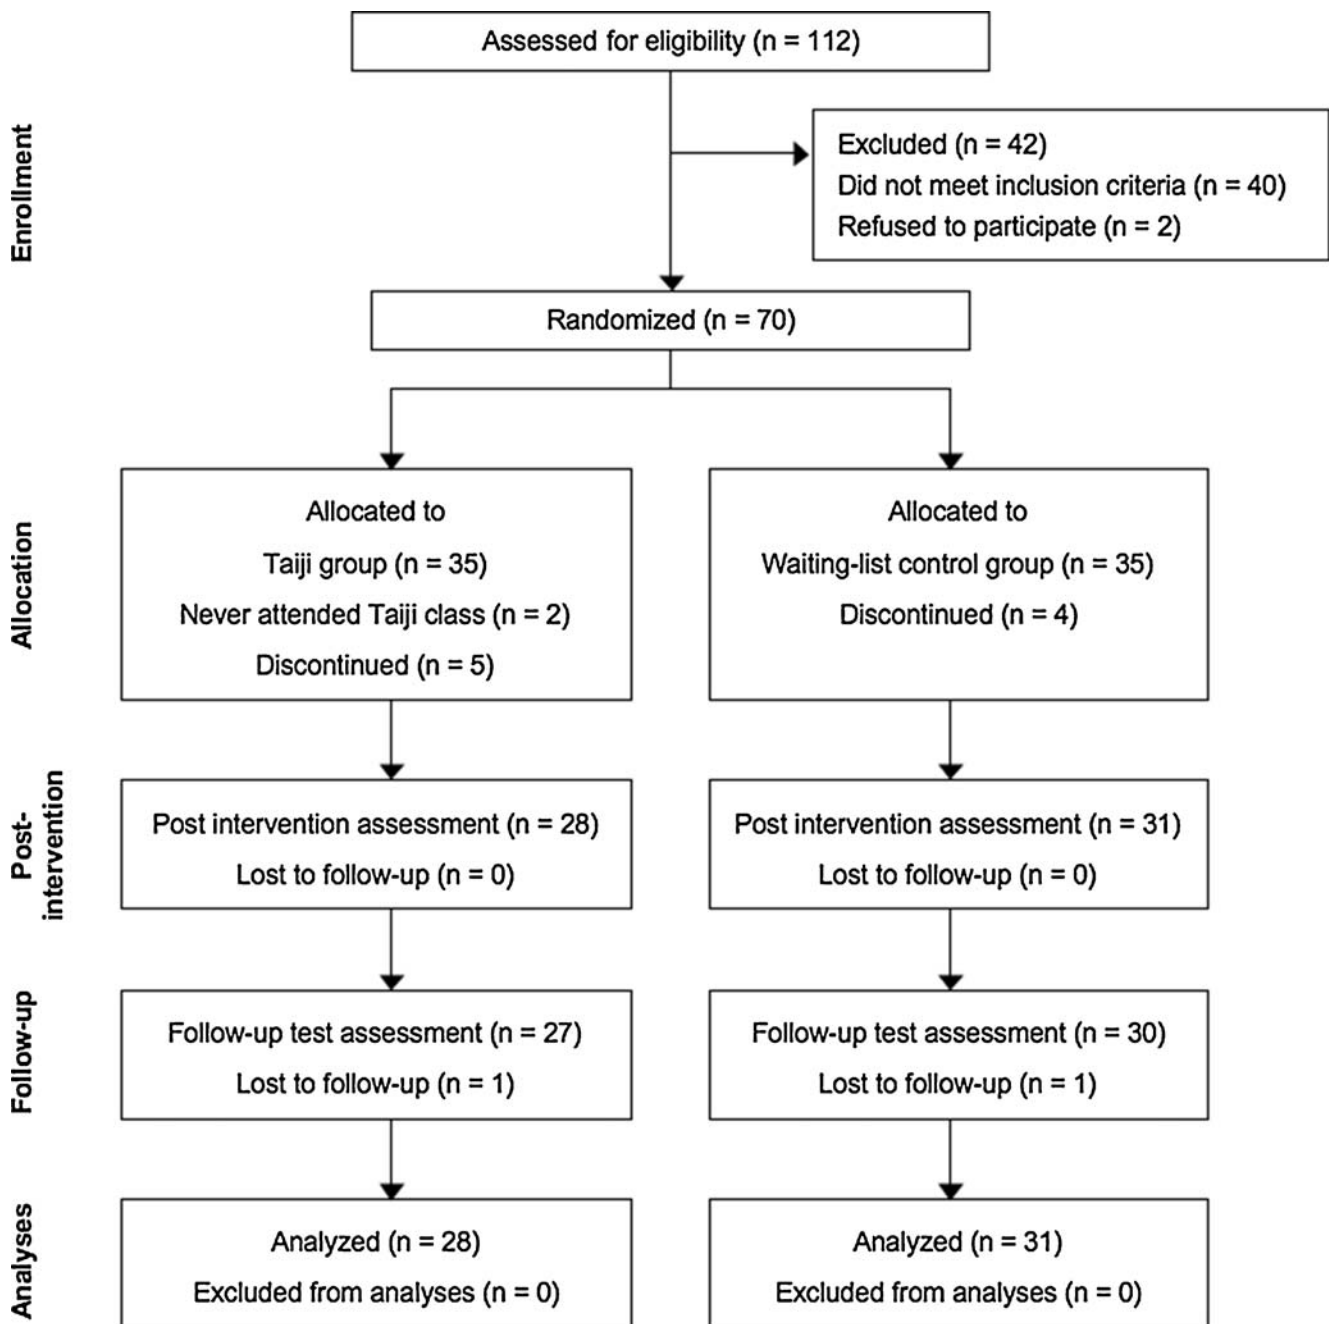 Assessed for eligibility (n = 112)
Enrollment
Excluded (n = 42)
Did not meet inclusion criteria (n = 40)
Refused to participate (n = 2)
Randomized (n = 70)
Allocation
Allocated to
Taiji group (n = 35)
Never attended Taiji class (n = 2)
Discontinued (n = 5)
Allocated to
Waiting-list control group (n = 35)
Discontinued (n = 4)
Post-
intervention
Post intervention assessment (n = 28)
Lost to follow-up (n = 0)
Post intervention assessment (n = 31)
Lost to follow-up (n = 0)
Follow-up
Follow-up test assessment (n = 27)
Lost to follow-up (n = 1)
Follow-up test assessment (n = 30)
Lost to follow-up (n = 1)
Analyses
Analyzed (n = 28)
Excluded from analyses (n = 0)
Analyzed (n = 31)
Excluded from analyses (n = 0)